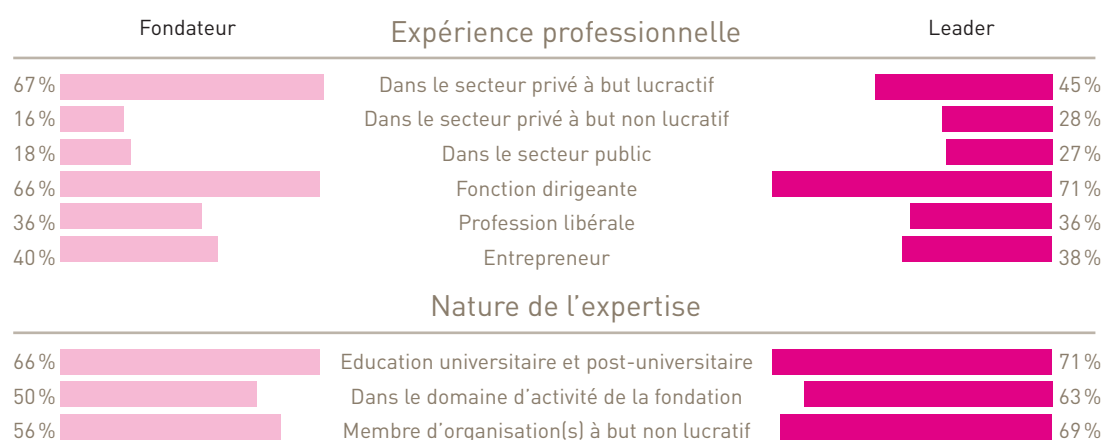 Fondateur Expérience professionnelle Leader
67 % Dans le secteur privé à but lucractif 45 %
16 % Dans le secteur privé à but non lucratif 28 %
18 % Dans le secteur public 27 %
66 % Fonction dirigeante 71 %
36 % Profession libérale 36 %
40 % Entrepreneur 38 %
Nature de l’expertise
66 % Education universitaire et post-universitaire 71 %
50 % Dans le domaine d’activité de la fondation 63 %
56 % Membre d’organisation(s) à but non lucratif 69 %